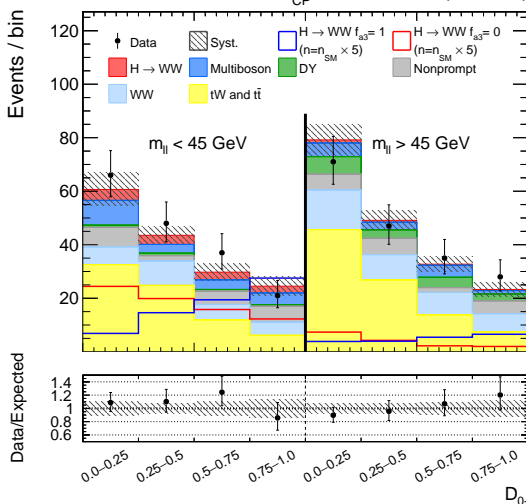 CP
Events / bin
120
100
80
60
40
20
Data
Syst.
H → WW f_a3 = 1
(n=n_SM × 5)
H → WW f_a3 = 0
(n=n_SM × 5)
H → WW
Multiboson
DY
Nonprompt
WW
tW and tt̄
m_ll < 45 GeV
m_ll > 45 GeV
Data/Expected
1.4
1.2
1
0.8
0.6
0.0–0.25
0.25–0.5
0.5–0.75
0.75–1.0
0.0–0.25
0.25–0.5
0.5–0.75
0.75–1.0